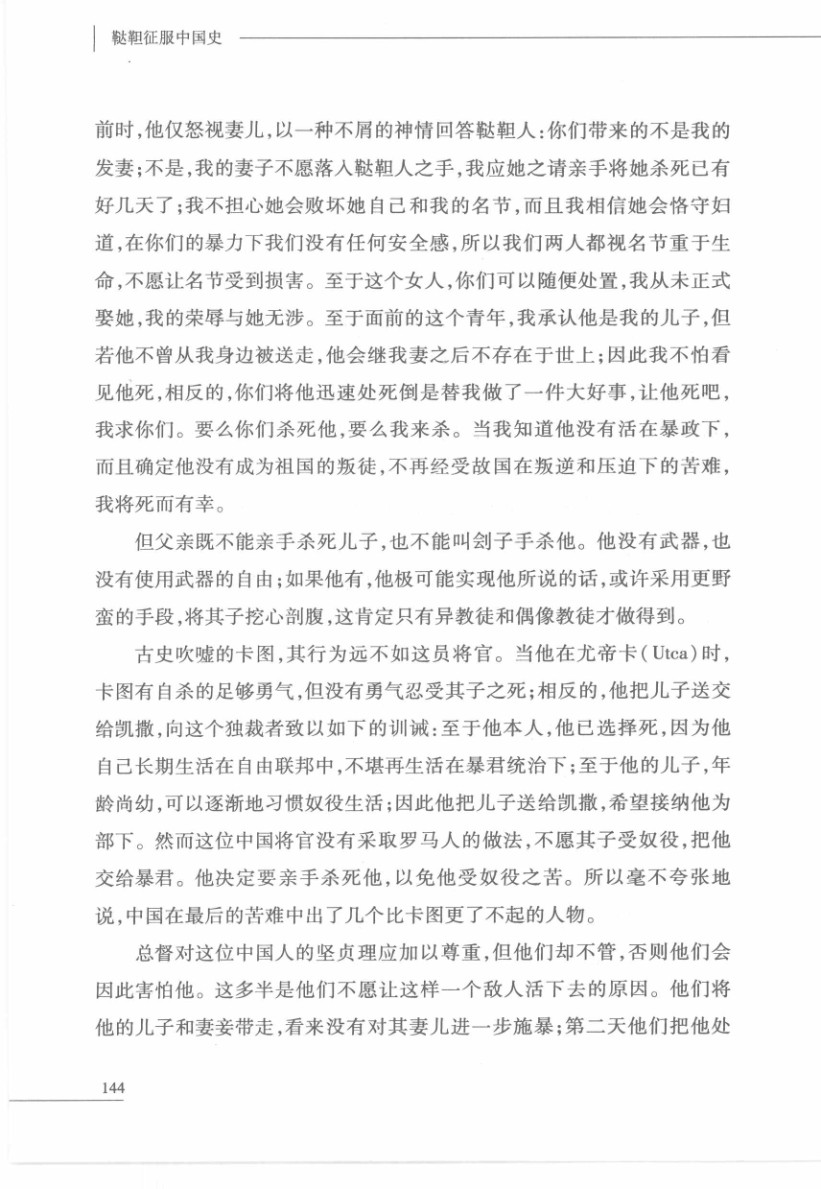 鞑靼征服中国史
前时,他仅怒视妻儿,以一种不屑的神情回答鞑靼人:你们带来的不是我的
发妻;不是,我的妻子不愿落入鞑靼人之手,我应她之请亲手将她杀死已有
好几天了;我不担心她会败坏她自己和我的名节,而且我相信她会恪守妇
道,在你们的暴力下我们没有任何安全感,所以我们两人都视名节重于生
命,不愿让名节受到损害。至于这个女人,你们可以随便处置,我从未正式
娶她,我的荣辱与她无涉。至于面前的这个青年,我承认他是我的儿子,但
若他不曾从我身边被送走,他会继我妻之后不存在于世上;因此我不怕看
见他死,相反的,你们将他迅速处死倒是替我做了一件大好事,让他死吧,
我求你们。要么你们杀死他,要么我来杀。当我知道他没有活在暴政下,
而且确定他没有成为祖国的叛徒,不再经受故国在叛逆和压迫下的苦难,
我将死而有幸。
但父亲既不能亲手杀死儿子,也不能叫刽子手杀他。他没有武器,也
没有使用武器的自由;如果他有,他极可能实现他所说的话,或许采用更野
蛮的手段,将其子挖心剖腹,这肯定只有异教徒和偶像教徒才做得到。
古史吹嘘的卡图,其行为远不如这员将官。当他在尤帝卡(Utca)时,
卡图有自杀的足够勇气,但没有勇气忍受其子之死;相反的,他把儿子送交
给凯撒,向这个独裁者致以如下的训诫:至于他本人,他已选择死,因为他
自己长期生活在自由联邦中,不堪再生活在暴君统治下;至于他的儿子,年
龄尚幼,可以逐渐地习惯奴役生活;因此他把儿子送给凯撒,希望接纳他为
部下。然而这位中国将官没有采取罗马人的做法,不愿其子受奴役,把他
交给暴君。他决定要亲手杀死他,以免他受奴役之苦。所以毫不夸张地
说,中国在最后的苦难中出了几个比卡图更了不起的人物。
总督对这位中国人的坚贞理应加以尊重,但他们却不管,否则他们会
因此害怕他。这多半是他们不愿让这样一个敌人活下去的原因。他们将
他的儿子和妻妾带走,看来没有对其妻儿进一步施暴;第二天他们把他处
144